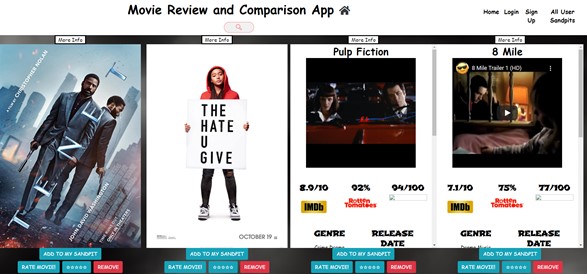 Movie Review and Comparison App
Home Login Sign Up All User Sandpits
More Info
More Info
More Info
More Info
A FILM BY CHRISTOPHER NOLAN
TENET
JOHN DAVID WASHINGTON
THE
HATE
U
GIVE
OCTOBER 19
Pulp Fiction
8.9/10 92% 94/100
IMDb Rotten Tomatoes
GENRE RELEASE DATE
8 Mile
8 Mile Trailer 1 (HD)
7.1/10 75% 77/100
IMDb Rotten Tomatoes
GENRE RELEASE DATE
ADD TO MY SANDPIT
RATE MOVIE! REMOVE
ADD TO MY SANDPIT
RATE MOVIE! REMOVE
ADD TO MY SANDPIT
RATE MOVIE! REMOVE
ADD TO MY SANDPIT
RATE MOVIE! REMOVE